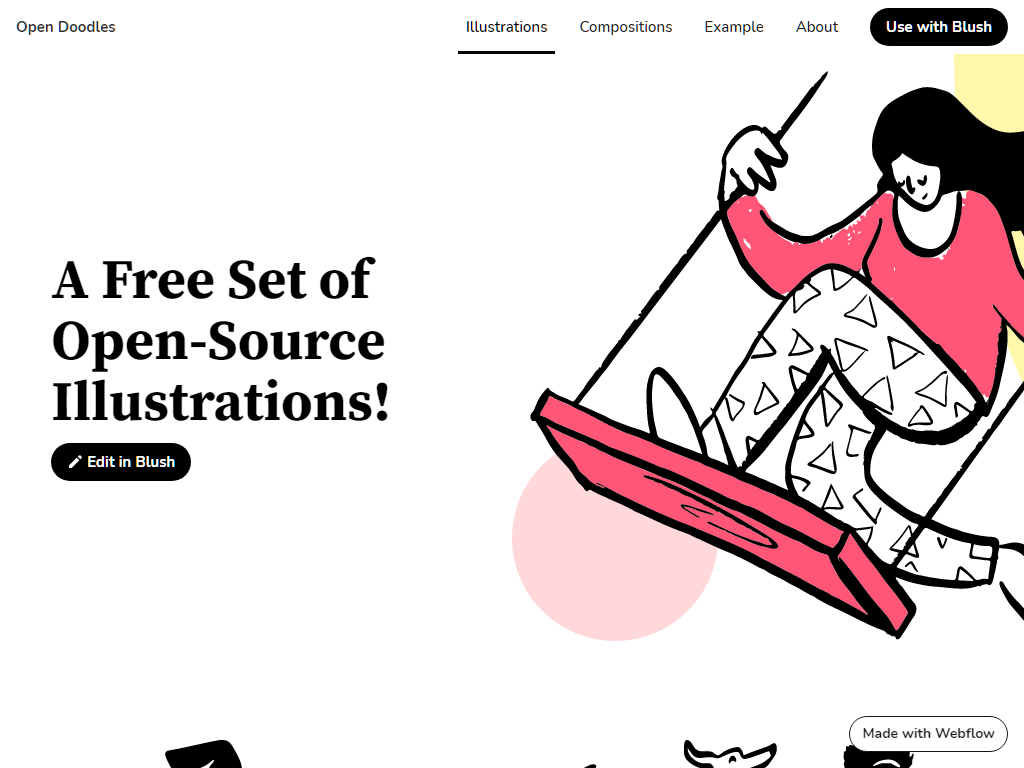 Open Doodles
Illustrations
Compositions
Example
About
Use with Blush
A Free Set of
Open-Source
Illustrations!
Edit in Blush
Made with Webflow